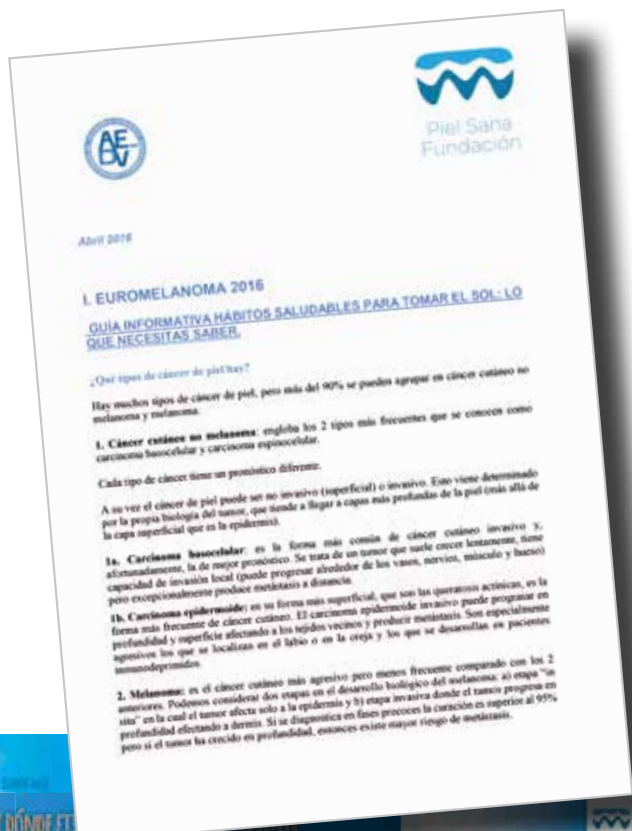 AE
DV
Piel Sana
Fundación
Abril 2016
I. EUROMELANOMA 2016
GUÍA INFORMATIVA HÁBITOS SALUDABLES PARA TOMAR EL SOL: LO
QUE NECESITAS SABER.
¿Qué tipos de cáncer de piel hay?
Hay muchos tipos de cáncer de piel, pero más del 90% se pueden agrupar en cáncer cutáneo no
melanoma y melanoma.
1. Cáncer cutáneo no melanoma: engloba los 2 tipos más frecuentes que se conocen como
carcinoma basocelular y carcinoma espinocelular.
Cada tipo de cáncer tiene un pronóstico diferente.
A su vez el cáncer de piel puede ser no invasivo (superficial) o invasivo. Esto viene determinado
por la propia biología del tumor, que tiende a llegar a capas más profundas de la piel (más allá de
la capa superficial que es la epidermis).
1a. Carcinoma basocelular: es la forma más común de cáncer cutáneo invasivo y,
afortunadamente, la de mejor pronóstico. Se trata de un tumor que suele crecer lentamente, tiene
capacidad de invasión local (puede progresar alrededor de los vasos, nervios, músculo y hueso)
pero excepcionalmente produce metástasis a distancia.
1b. Carcinoma epidermoide: en su forma más superficial, que son las queratosis actínicas, es la
forma más frecuente de cáncer cutáneo. El carcinoma epidermoide invasivo puede progresar en
profundidad y superficie afectando a los tejidos vecinos y producir metástasis. Son especialmente
agresivos los que se localizan en el labio o en la oreja y los que se desarrollan en pacientes
inmunodeprimidos.
2. Melanoma: es el cáncer cutáneo más agresivo pero menos frecuente comparado con los 2
anteriores. Podemos considerar dos etapas en el desarrollo biológico del melanoma: a) etapa "in
situ" en la cual el tumor afecta solo a la epidermis y b) etapa invasiva donde el tumor progresa en
profundidad afectando a dermis. Si se diagnostica en fases precoces la curación es superior al 95%
pero si el tumor ha crecido en profundidad, entonces existe mayor riesgo de metástasis.
DÓNDE